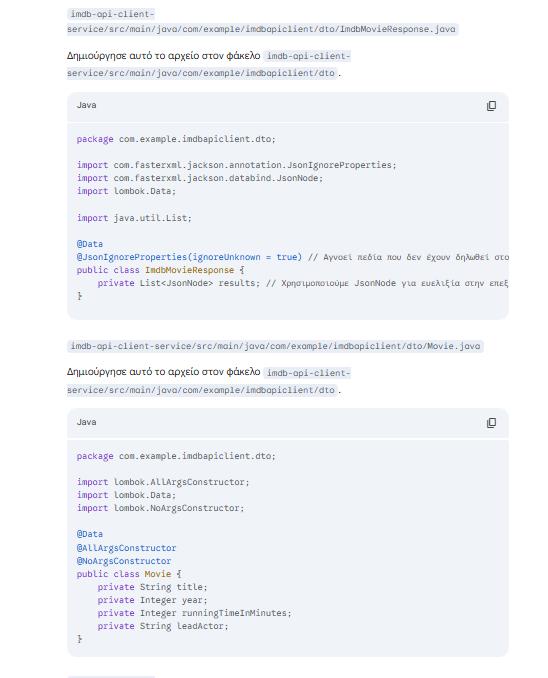 imdb-api-client-
service/src/main/java/com/example/imdbapiclient/dto/ImdbMovieResponse.java
Δημιούργησε αυτό το αρχείο στον φάκελο imdb-api-client-
service/src/main/java/com/example/imdbapiclient/dto.
Java
package com.example.imdbapiclient.dto;
import com.fasterxml.jackson.annotation.JsonIgnoreProperties;
import com.fasterxml.jackson.databind.JsonNode;
import lombok.Data;
import java.util.List;
@Data
@JsonIgnoreProperties(ignoreUnknown = true) // Αγνοεί πεδία που δεν έχουν δηλωθεί στο
public class ImdbMovieResponse {
    private List<JsonNode> results; // Χρησιμοποιούμε JsonNode για ευελιξία στην επεξ
}
imdb-api-client-service/src/main/java/com/example/imdbapiclient/dto/Movie.java
Δημιούργησε αυτό το αρχείο στον φάκελο imdb-api-client-
service/src/main/java/com/example/imdbapiclient/dto.
Java
package com.example.imdbapiclient.dto;
import lombok.AllArgsConstructor;
import lombok.Data;
import lombok.NoArgsConstructor;
@Data
@AllArgsConstructor
@NoArgsConstructor
public class Movie {
    private String title;
    private Integer year;
    private Integer runningTimeInMinutes;
    private String leadActor;
}